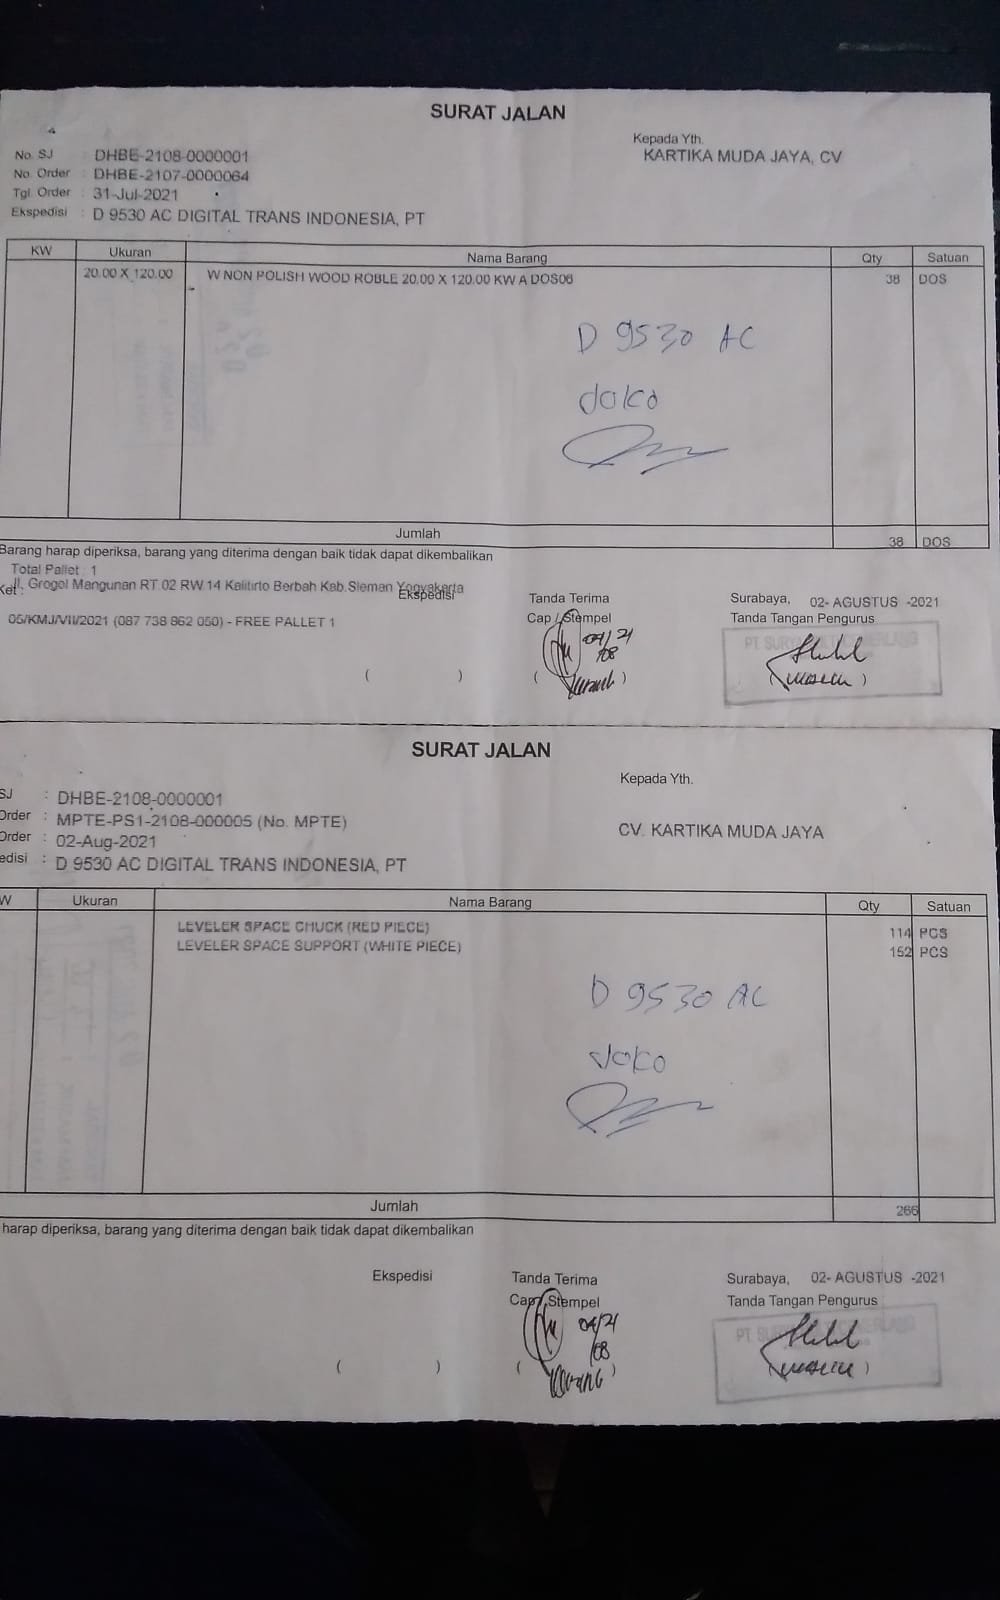 SURAT JALAN
No. SJ : DHBE-2108-0000001
No. Order : DHBE-2107-0000064
Tgl. Order : 31-Jul-2021
Ekspedisi : D 9530 AC DIGITAL TRANS INDONESIA, PT
Kepada Yth.
KARTIKA MUDA JAYA, CV
KW Ukuran Nama Barang Qty Satuan
20.00 X 120.00 W NON POLISH WOOD ROBLE 20.00 X 120.00 KW A DOS06 38 DOS
D 9530 AC
doko
Jumlah 38 DOS
Barang harap diperiksa, barang yang diterima dengan baik tidak dapat dikembalikan
Total Pallet : 1
Ket : Jl. Grogol Mangunan RT.02 RW.14 Kalitirto Berbah Kab.Sleman Yogyakarta
05/KMJ/VII/2021 (087 738 862 050) - FREE PALLET 1
Ekspedisi
( )
Tanda Terima
Cap / Stempel
04/21
/08
( )
Surabaya, 02- AGUSTUS -2021
Tanda Tangan Pengurus
PT SURYA
( )
SURAT JALAN
SJ : DHBE-2108-0000001
Order : MPTE-PS1-2108-000005 (No. MPTE)
Order : 02-Aug-2021
edisi : D 9530 AC DIGITAL TRANS INDONESIA, PT
Kepada Yth.
CV. KARTIKA MUDA JAYA
W Ukuran Nama Barang Qty Satuan
LEVELER SPACE CHUCK (RED PIECE) 114 PCS
LEVELER SPACE SUPPORT (WHITE PIECE) 152 PCS
D 9530 AC
doko
Jumlah 266
harap diperiksa, barang yang diterima dengan baik tidak dapat dikembalikan
Ekspedisi
( )
Tanda Terima
Cap / Stempel
04/21
/08
( )
Surabaya, 02- AGUSTUS -2021
Tanda Tangan Pengurus
PT
( )